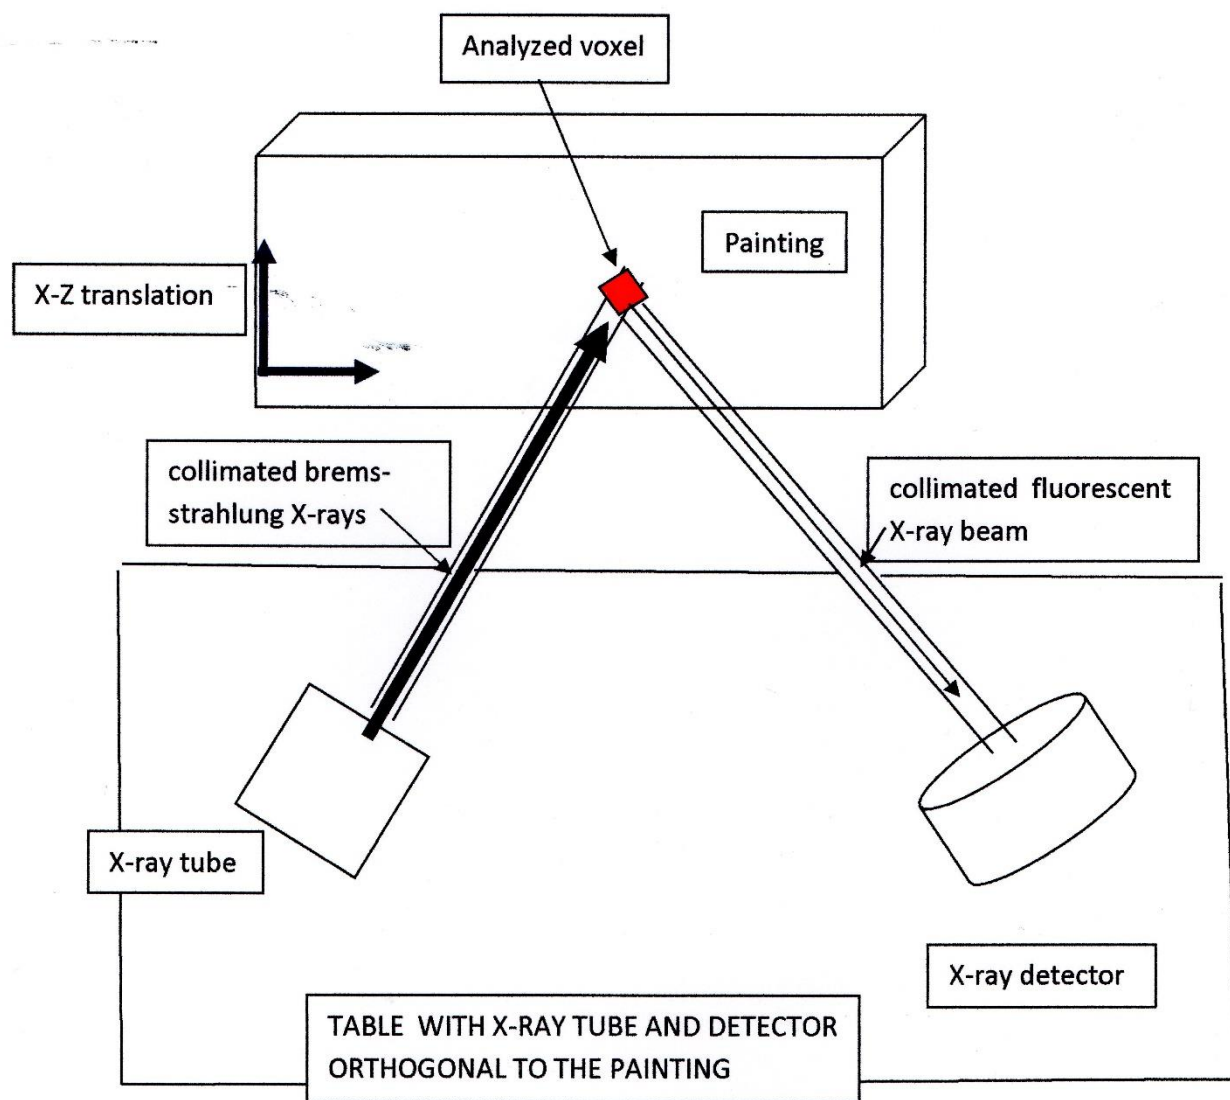 Analyzed voxel
Painting
X-Z translation
collimated brems-
strahlung X-rays
collimated fluorescent
X-ray beam
X-ray tube
X-ray detector
TABLE WITH X-RAY TUBE AND DETECTOR
ORTHOGONAL TO THE PAINTING